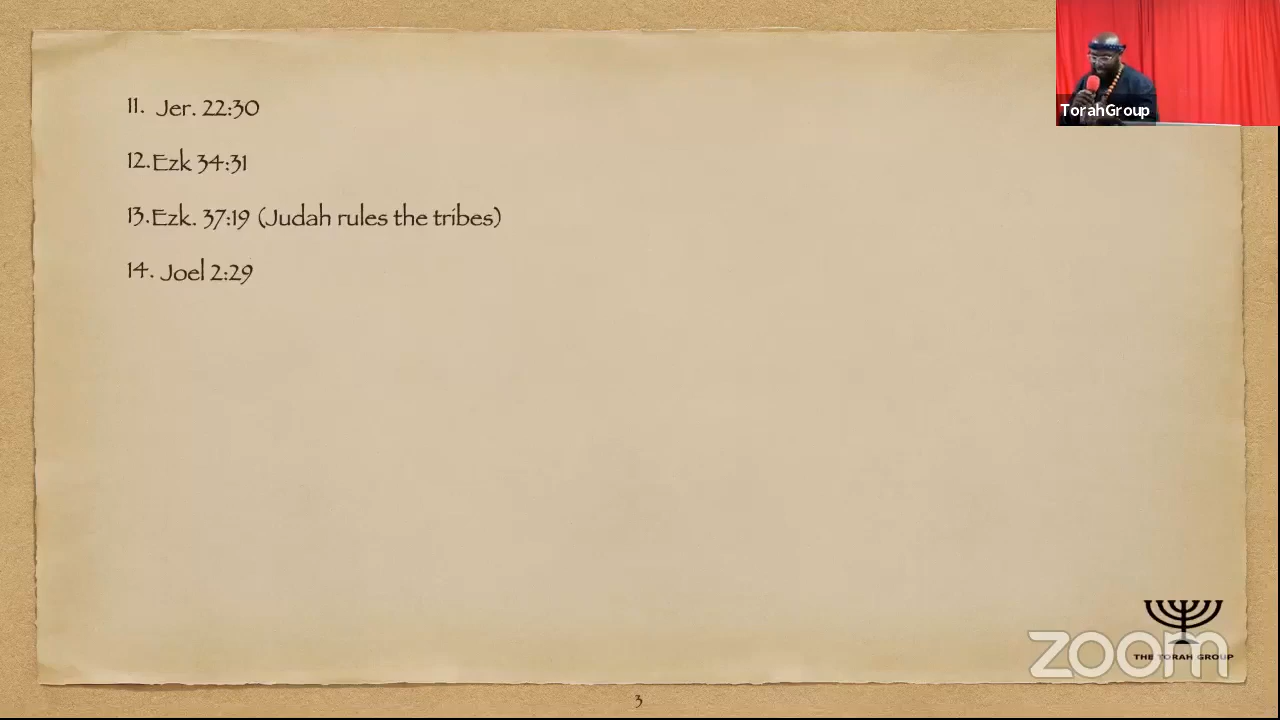 11. Jer. 22:30
TorahGroup
12.Ezk 34:31
13.Ezk. 37:19 (Judah rules the tribes)
14. Joel 2:29
zoom
THE TORAH GROUP
3